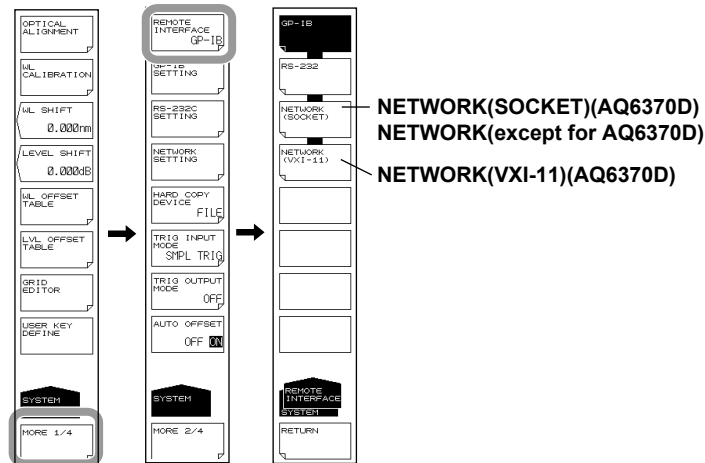 OPTICAL
ALIGNMENT
WL
CALIBRATION
WL SHIFT
0.000nm
LEVEL SHIFT
0.000dB
WL OFFSET
TABLE
LVL OFFSET
TABLE
GRID
EDITOR
USER KEY
DEFINE
SYSTEM
MORE 1/4
REMOTE
INTERFACE
GP-IB
GP-IB
SETTING
RS-232C
SETTING
NETWORK
SETTING
HARD COPY
DEVICE
FILE
TRIG INPUT
MODE
SMPL TRIG
TRIG OUTPUT
MODE
OFF
AUTO OFFSET
OFF ON
SYSTEM
MORE 2/4
GP-IB
RS-232
NETWORK
(SOCKET)
NETWORK
(VXI-11)
REMOTE
INTERFACE
SYSTEM
RETURN
NETWORK(SOCKET)(AQ6370D)
NETWORK(except for AQ6370D)
NETWORK(VXI-11)(AQ6370D)